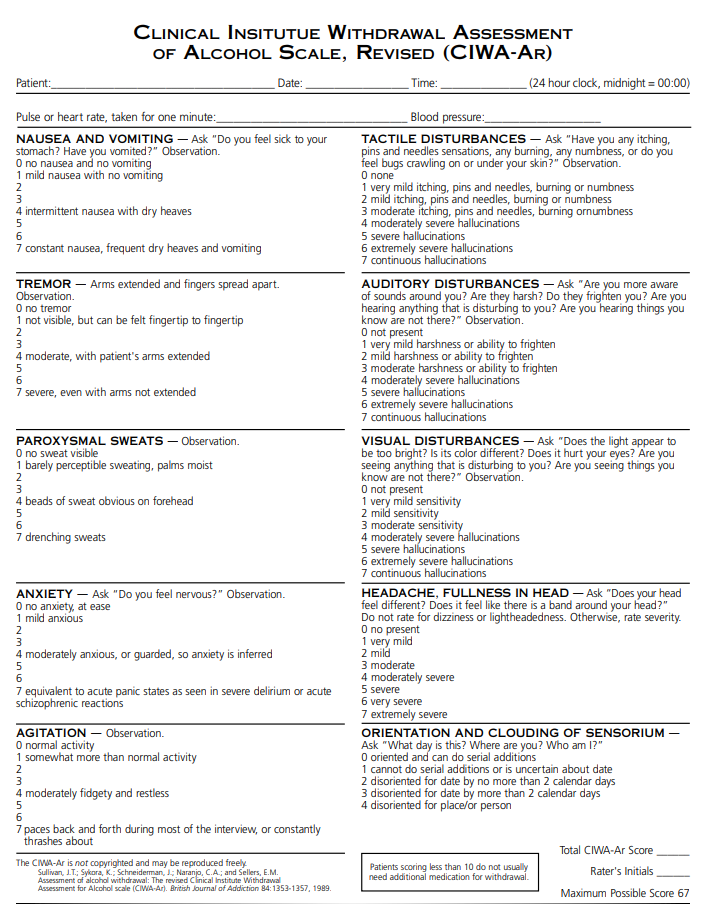 CLINICAL INSITUTUE WITHDRAWAL ASSESSMENT
OF ALCOHOL SCALE, REVISED (CIWA-AR)
Patient:___________________________________ Date: ________________ Time: ______________ (24 hour clock, midnight = 00:00)
Pulse or heart rate, taken for one minute:______________________________ Blood pressure:__________________
NAUSEA AND VOMITING — Ask "Do you feel sick to your
stomach? Have you vomited?" Observation.
0 no nausea and no vomiting
1 mild nausea with no vomiting
2
3
4 intermittent nausea with dry heaves
5
6
7 constant nausea, frequent dry heaves and vomiting
TREMOR — Arms extended and fingers spread apart.
Observation.
0 no tremor
1 not visible, but can be felt fingertip to fingertip
2
3
4 moderate, with patient's arms extended
5
6
7 severe, even with arms not extended
PAROXYSMAL SWEATS — Observation.
0 no sweat visible
1 barely perceptible sweating, palms moist
2
3
4 beads of sweat obvious on forehead
5
6
7 drenching sweats
ANXIETY — Ask "Do you feel nervous?" Observation.
0 no anxiety, at ease
1 mild anxious
2
3
4 moderately anxious, or guarded, so anxiety is inferred
5
6
7 equivalent to acute panic states as seen in severe delirium or acute
schizophrenic reactions
AGITATION — Observation.
0 normal activity
1 somewhat more than normal activity
2
3
4 moderately fidgety and restless
5
6
7 paces back and forth during most of the interview, or constantly
thrashes about
TACTILE DISTURBANCES — Ask "Have you any itching,
pins and needles sensations, any burning, any numbness, or do you
feel bugs crawling on or under your skin?" Observation.
0 none
1 very mild itching, pins and needles, burning or numbness
2 mild itching, pins and needles, burning or numbness
3 moderate itching, pins and needles, burning ornumbness
4 moderately severe hallucinations
5 severe hallucinations
6 extremely severe hallucinations
7 continuous hallucinations
AUDITORY DISTURBANCES — Ask "Are you more aware
of sounds around you? Are they harsh? Do they frighten you? Are you
hearing anything that is disturbing to you? Are you hearing things you
know are not there?" Observation.
0 not present
1 very mild harshness or ability to frighten
2 mild harshness or ability to frighten
3 moderate harshness or ability to frighten
4 moderately severe hallucinations
5 severe hallucinations
6 extremely severe hallucinations
7 continuous hallucinations
VISUAL DISTURBANCES — Ask "Does the light appear to
be too bright? Is its color different? Does it hurt your eyes? Are you
seeing anything that is disturbing to you? Are you seeing things you
know are not there?" Observation.
0 not present
1 very mild sensitivity
2 mild sensitivity
3 moderate sensitivity
4 moderately severe hallucinations
5 severe hallucinations
6 extremely severe hallucinations
7 continuous hallucinations
HEADACHE, FULLNESS IN HEAD — Ask "Does your head
feel different? Does it feel like there is a band around your head?"
Do not rate for dizziness or lightheadedness. Otherwise, rate severity.
0 no present
1 very mild
2 mild
3 moderate
4 moderately severe
5 severe
6 very severe
7 extremely severe
ORIENTATION AND CLOUDING OF SENSORIUM —
Ask "What day is this? Where are you? Who am I?"
0 oriented and can do serial additions
1 cannot do serial additions or is uncertain about date
2 disoriented for date by no more than 2 calendar days
3 disoriented for date by more than 2 calendar days
4 disoriented for place/or person
The CIWA-Ar is not copyrighted and may be reproduced freely.
Sullivan, J.T.; Sykora, K.; Schneiderman, J.; Naranjo, C.A.; and Sellers, E.M.
Assessment of alcohol withdrawal: The revised Clinical Institute Withdrawal
Assessment for Alcohol scale (CIWA-Ar). British Journal of Addiction 84:1353-1357, 1989.
Patients scoring less than 10 do not usually
need additional medication for withdrawal.
Total CIWA-Ar Score ______
Rater's Initials ______
Maximum Possible Score 67